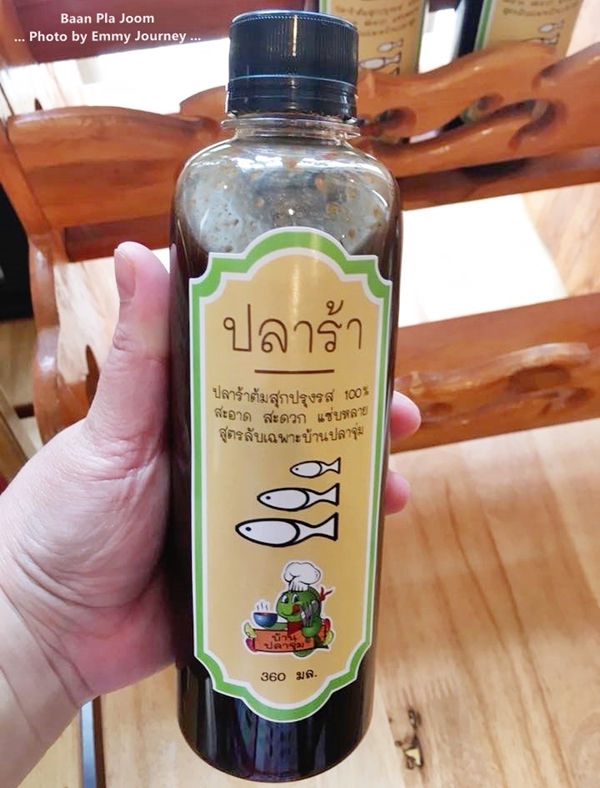 Baan Pla Joom
... Photo by Emmy Journey ...
ปลาร้า
ปลาร้าต้มสุกปรุงรส 100%
สะอาด สะดวก แซ่บหลาย
สูตรลับเฉพาะบ้านปลาจุ่ม
บ้าน
ปลาจุ่ม
360 มล.